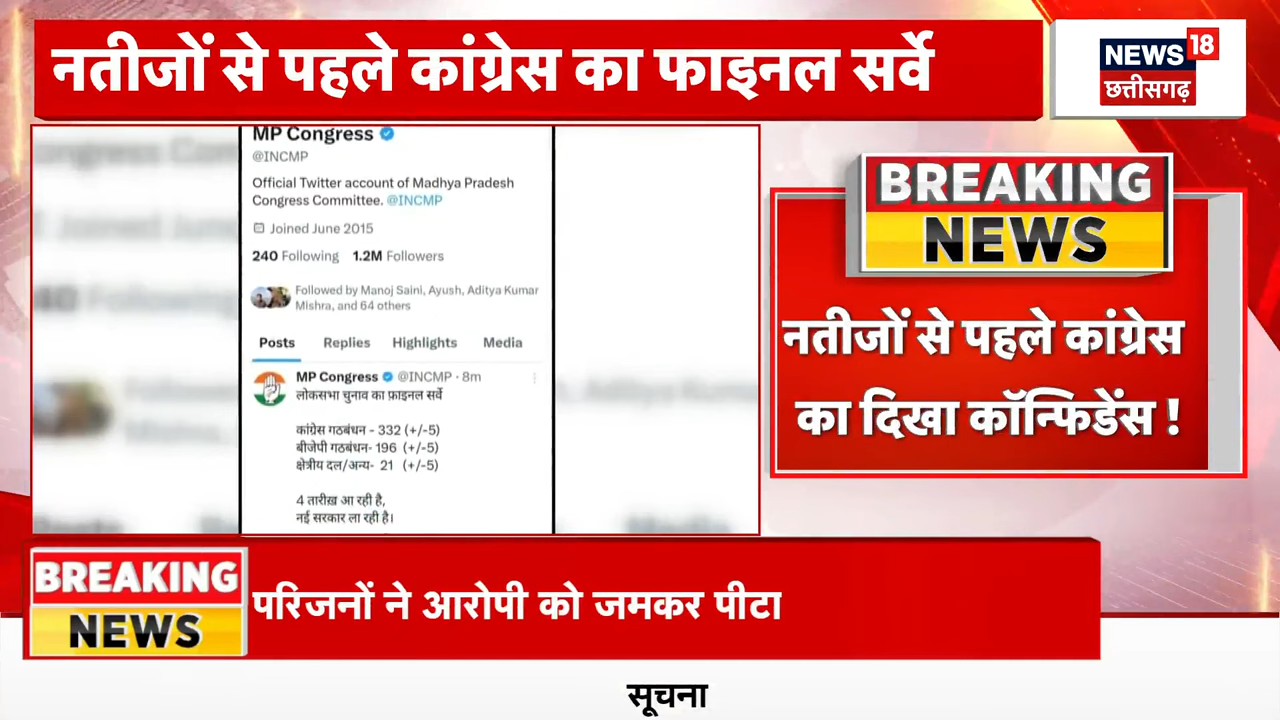 नतीजों से पहले कांग्रेस का फाइनल सर्वे
NEWS 18
छत्तीसगढ़
MP Congress
@INCMP
Official Twitter account of Madhya Pradesh
Congress Committee. @INCMP
Joined June 2015
240 Following 1.2M Followers
Followed by Manoj Saini, Ayush, Aditya Kumar
Mishra, and 64 others
Posts Replies Highlights Media
MP Congress @INCMP · 8m
लोकसभा चुनाव का फ़ाइनल सर्वे
कांग्रेस गठबंधन - 332 (+/-5)
बीजेपी गठबंधन- 196 (+/-5)
क्षेत्रीय दल/अन्य- 21 (+/-5)
4 तारीख़ आ रही है,
नई सरकार ला रही है।
BREAKING
NEWS
नतीजों से पहले कांग्रेस
का दिखा कॉन्फिडेंस !
BREAKING
NEWS
परिजनों ने आरोपी को जमकर पीटा
सूचना